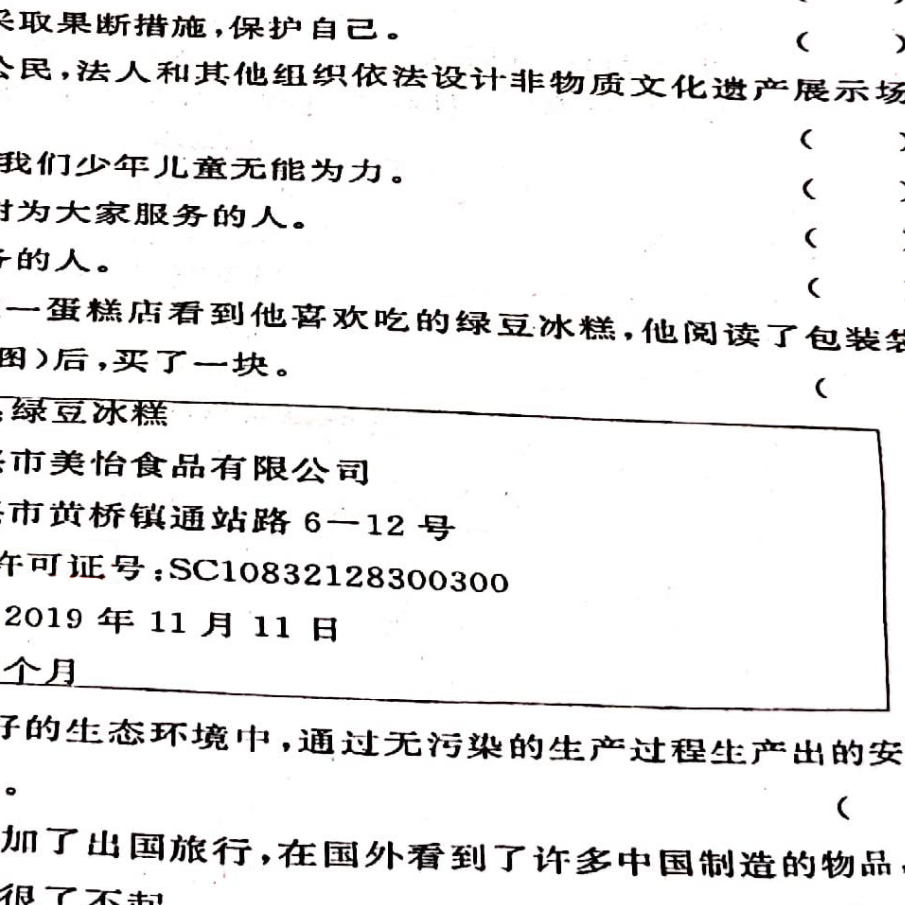 取果断措施,保护自己。 ( )
民,法人和其他组织依法设计非物质文化遗产展示场
( )
我们少年儿童无能为力。 ( )
为大家服务的人。 (
的人。 (
一蛋糕店看到他喜欢吃的绿豆冰糕,他阅读了包装袋
图)后,买了一块。 (
:绿豆冰糕
市美怡食品有限公司
市黄桥镇通站路 6—12 号
许可证号:SC10832128300300
2019 年 11 月 11 日
个月
好的生态环境中,通过无污染的生产过程生产出的安
。 (
加了出国旅行,在国外看到了许多中国制造的物品,
很了不起